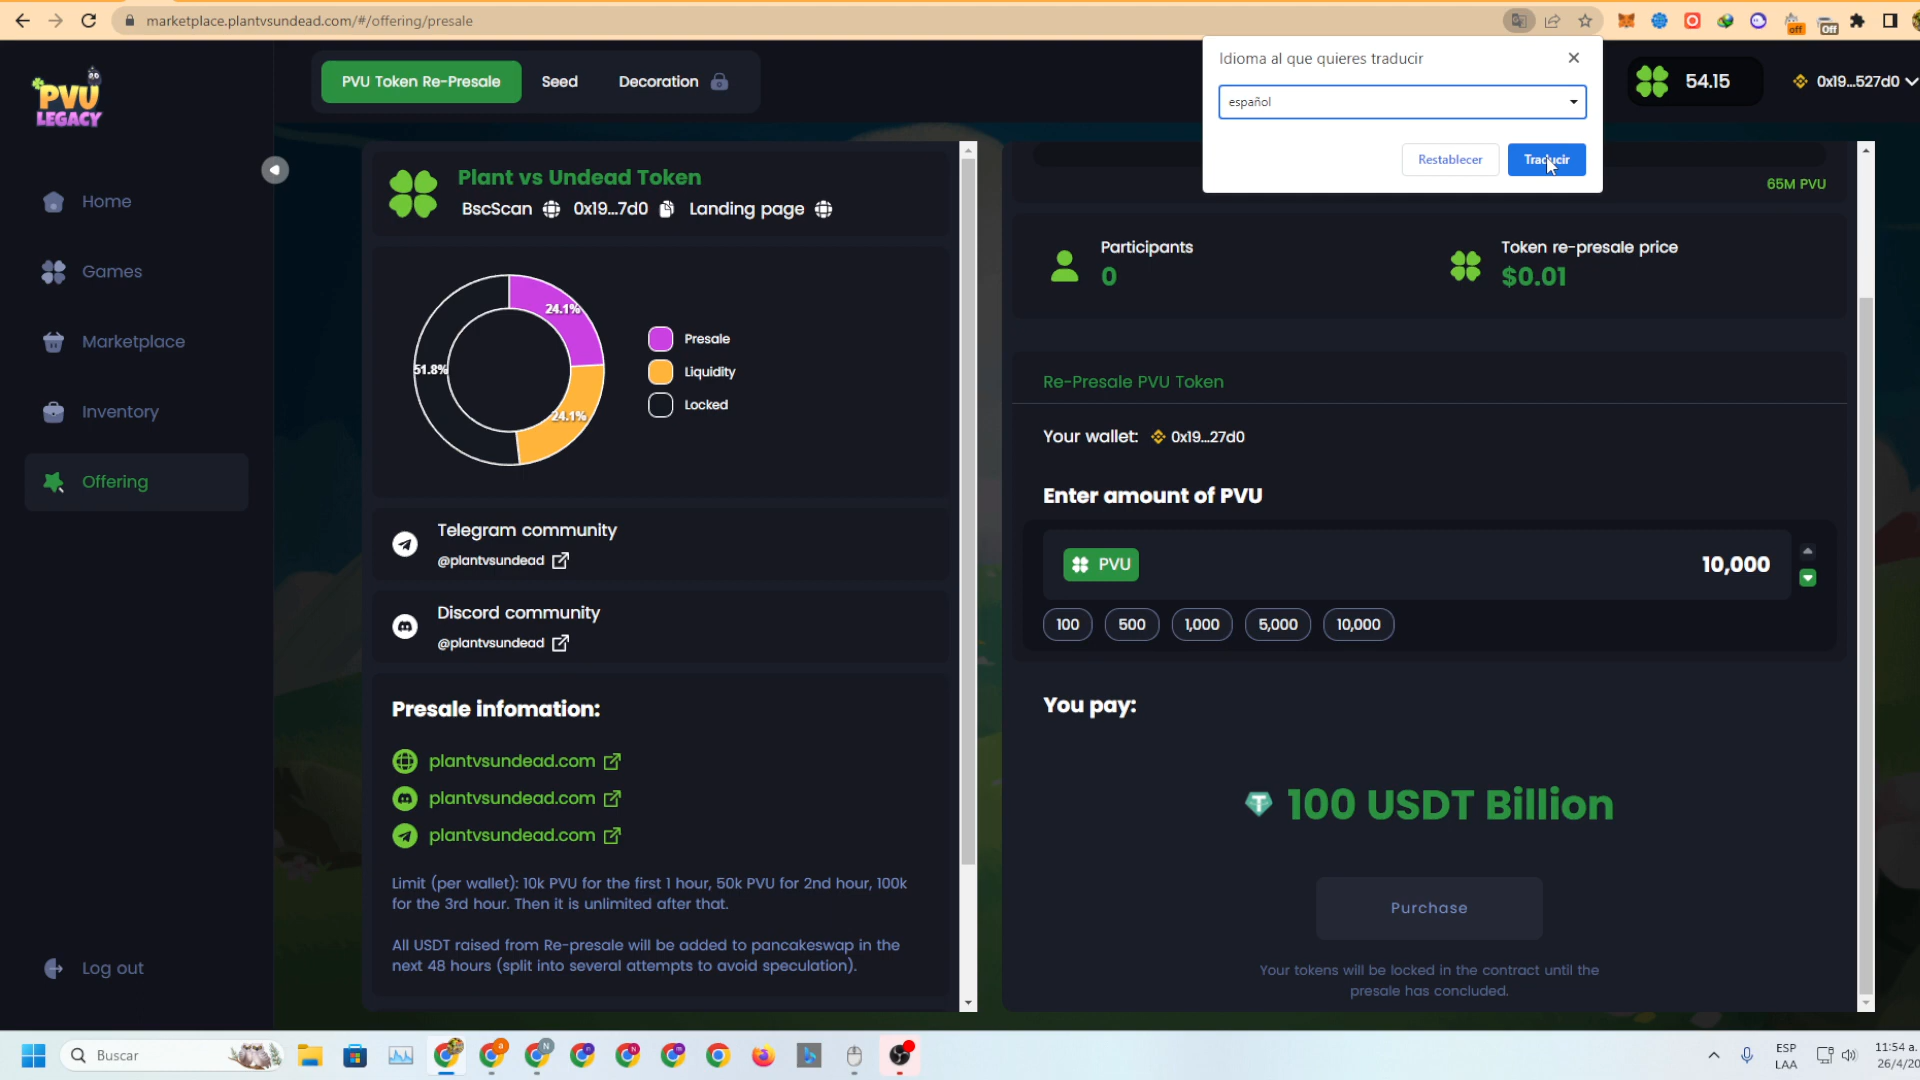 marketplace.plantvsundead.com/#/offering/presale
Idioma al que quieres traducir
español
Restablecer
Traducir
PVU
LEGACY
PVU Token Re-Presale
Seed
Decoration
54.15
0x19...527d0
Home
Games
Marketplace
Inventory
Offering
Log out
Plant vs Undead Token
BscScan 0x19...7d0 Landing page
24.1%
51.8%
24.1%
Presale
Liquidity
Locked
Telegram community
@plantvsundead
Discord community
@plantvsundead
Presale infomation:
plantvsundead.com
plantvsundead.com
plantvsundead.com
Limit (per wallet): 10k PVU for the first 1 hour, 50k PVU for 2nd hour, 100k
for the 3rd hour. Then it is unlimited after that.
All USDT raised from Re-presale will be added to pancakeswap in the
next 48 hours (split into several attempts to avoid speculation).
65M PVU
Participants
0
Token re-presale price
$0.01
Re-Presale PVU Token
Your wallet: 0x19...27d0
Enter amount of PVU
PVU
10,000
100
500
1,000
5,000
10,000
You pay:
100 USDT Billion
Purchase
Your tokens will be locked in the contract until the
presale has concluded.
off
Off
Buscar
ESP
LAA
11:54 a.
26/4/20